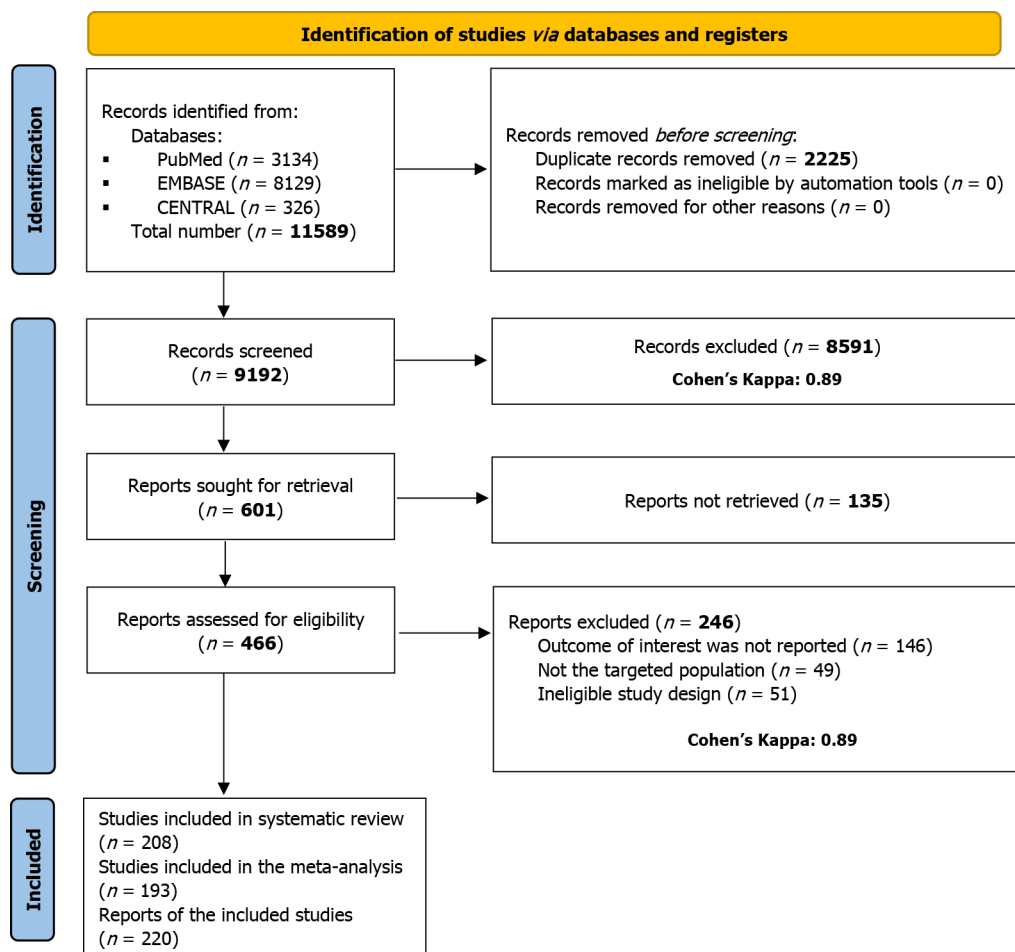 Identification of studies via databases and registers
Identification
Records identified from:
Databases:
▪ PubMed (n = 3134)
▪ EMBASE (n = 8129)
▪ CENTRAL (n = 326)
Total number (n = 11589)
Records removed before screening:
Duplicate records removed (n = 2225)
Records marked as ineligible by automation tools (n = 0)
Records removed for other reasons (n = 0)
Screening
Records screened
(n = 9192)
Records excluded (n = 8591)
Cohen's Kappa: 0.89
Reports sought for retrieval
(n = 601)
Reports not retrieved (n = 135)
Reports assessed for eligibility
(n = 466)
Reports excluded (n = 246)
Outcome of interest was not reported (n = 146)
Not the targeted population (n = 49)
Ineligible study design (n = 51)
Cohen's Kappa: 0.89
Included
Studies included in systematic review
(n = 208)
Studies included in the meta-analysis
(n = 193)
Reports of the included studies
(n = 220)